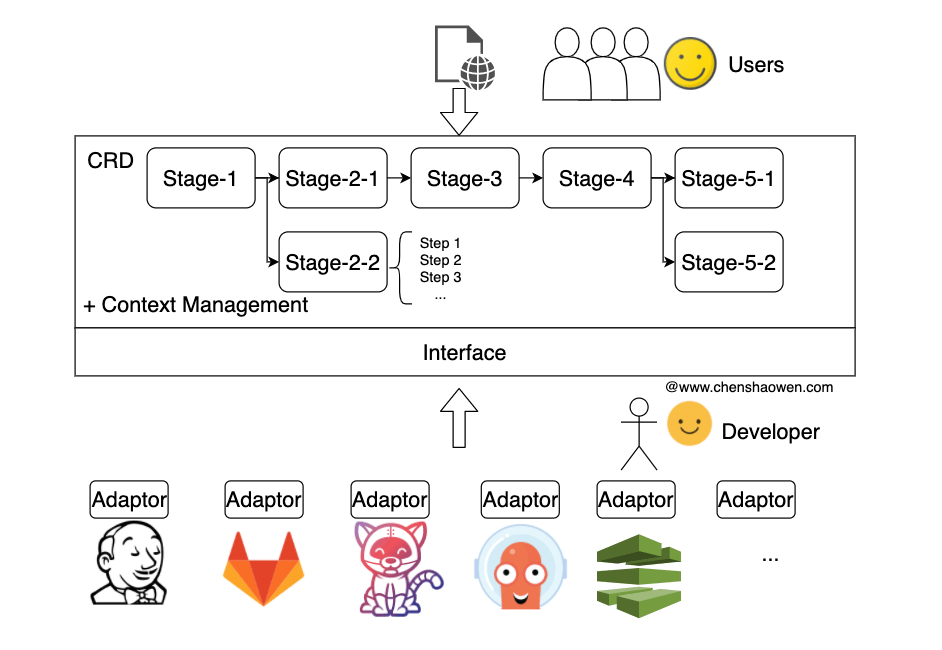 Users
CRD
Stage-1
Stage-2-1
Stage-3
Stage-4
Stage-5-1
Stage-2-2
Step 1
Step 2
Step 3
...
Stage-5-2
+ Context Management
Interface
@www.chenshaowen.com
Developer
Adaptor
Adaptor
Adaptor
Adaptor
Adaptor
Adaptor
...